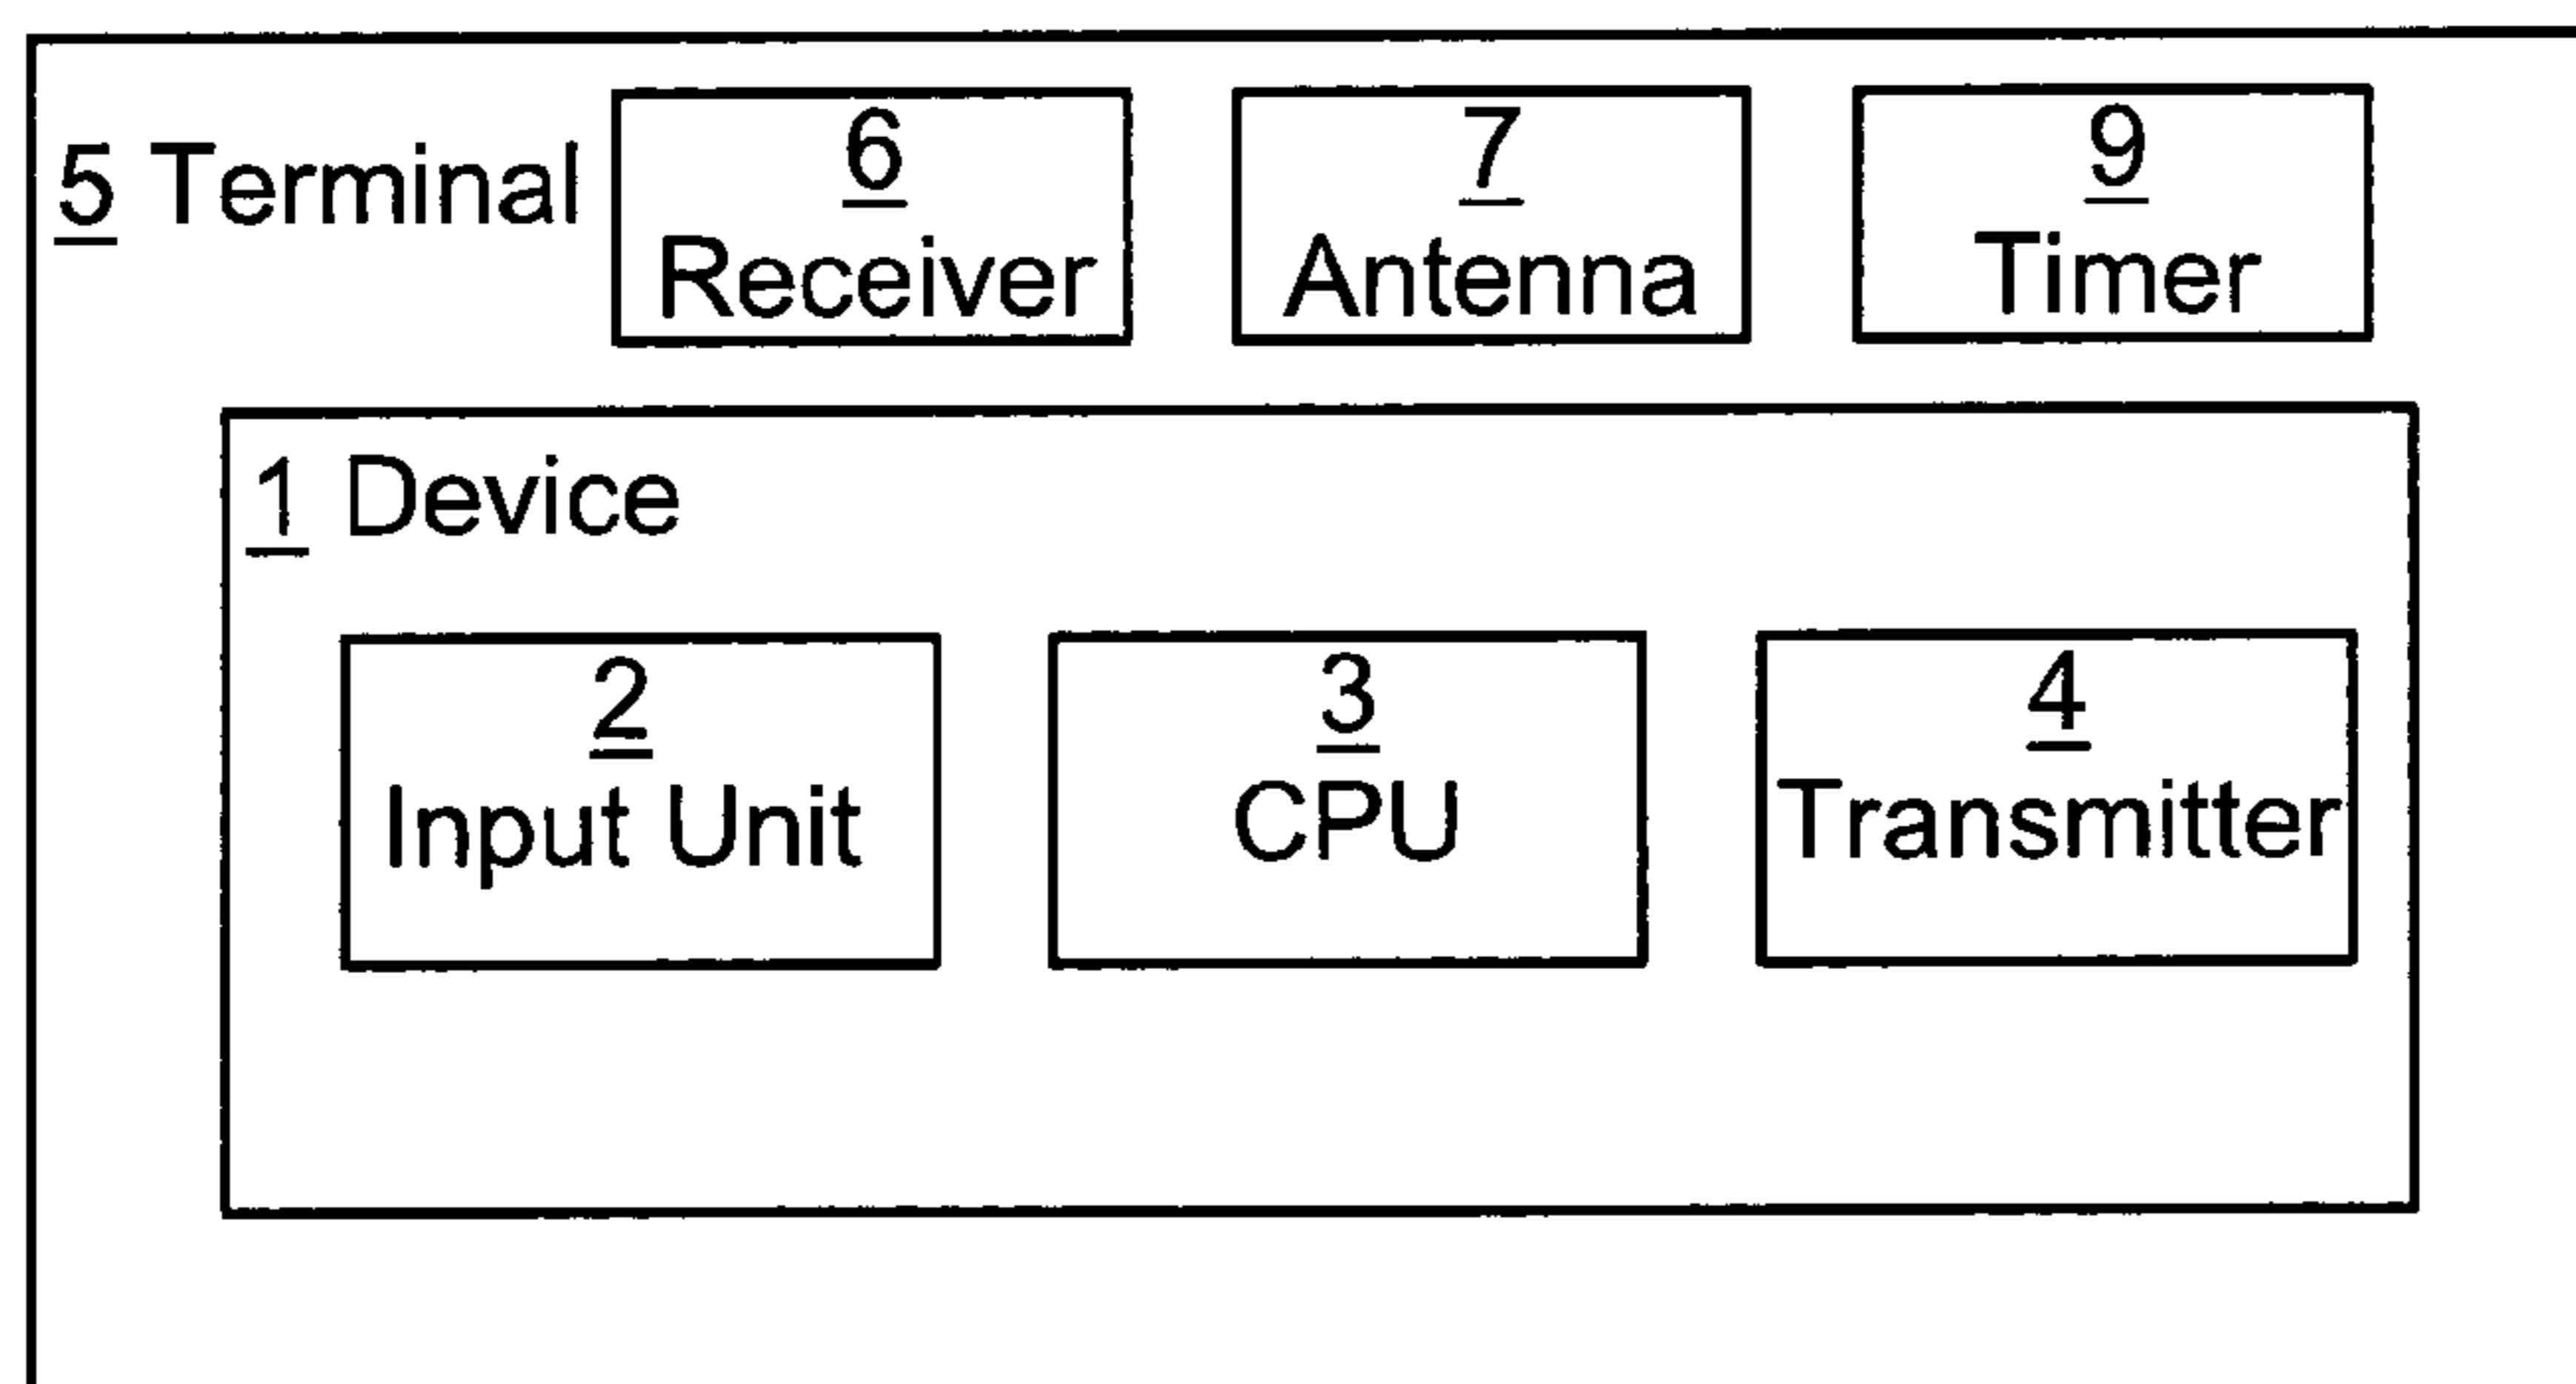 5 Terminal
6
Receiver
7
Antenna
9
Timer
1 Device
2
Input Unit
3
CPU
4
Transmitter